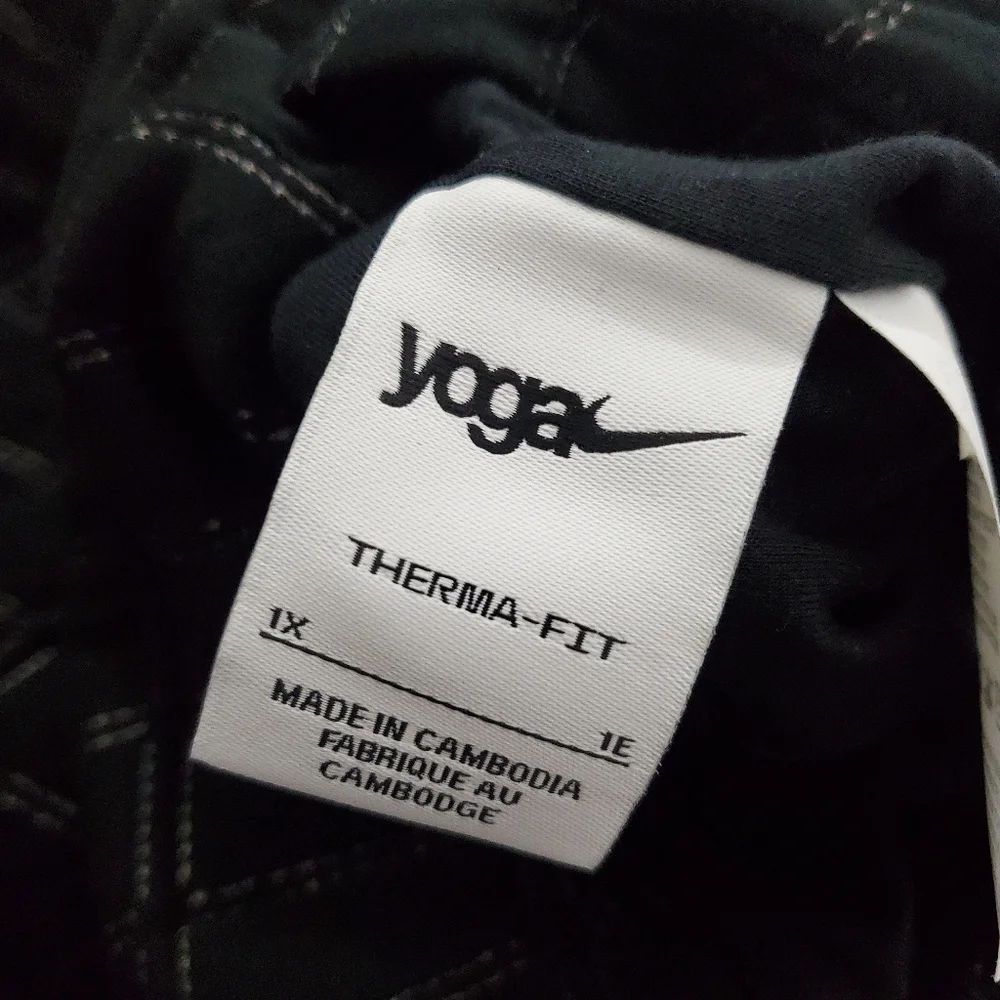 yoga
THERMA-FIT
1X
1E
MADE IN CAMBODIA
FABRIQUE AU
CAMBODGE